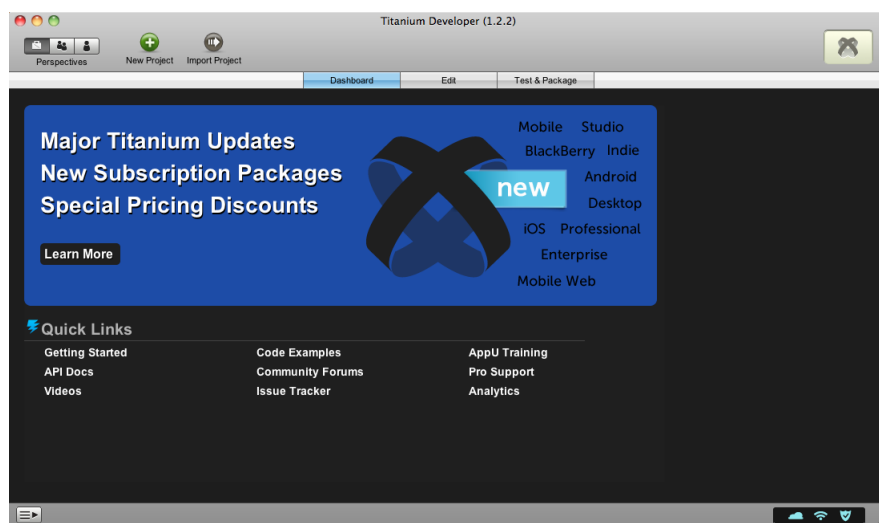 Titanium Developer (1.2.2)
Perspectives
New Project
Import Project
Dashboard
Edit
Test & Package
Major Titanium Updates
New Subscription Packages
Special Pricing Discounts
Learn More
new
Mobile Studio
BlackBerry Indie
Android
Desktop
iOS Professional
Enterprise
Mobile Web
Quick Links
Getting Started
Code Examples
AppU Training
API Docs
Community Forums
Pro Support
Videos
Issue Tracker
Analytics